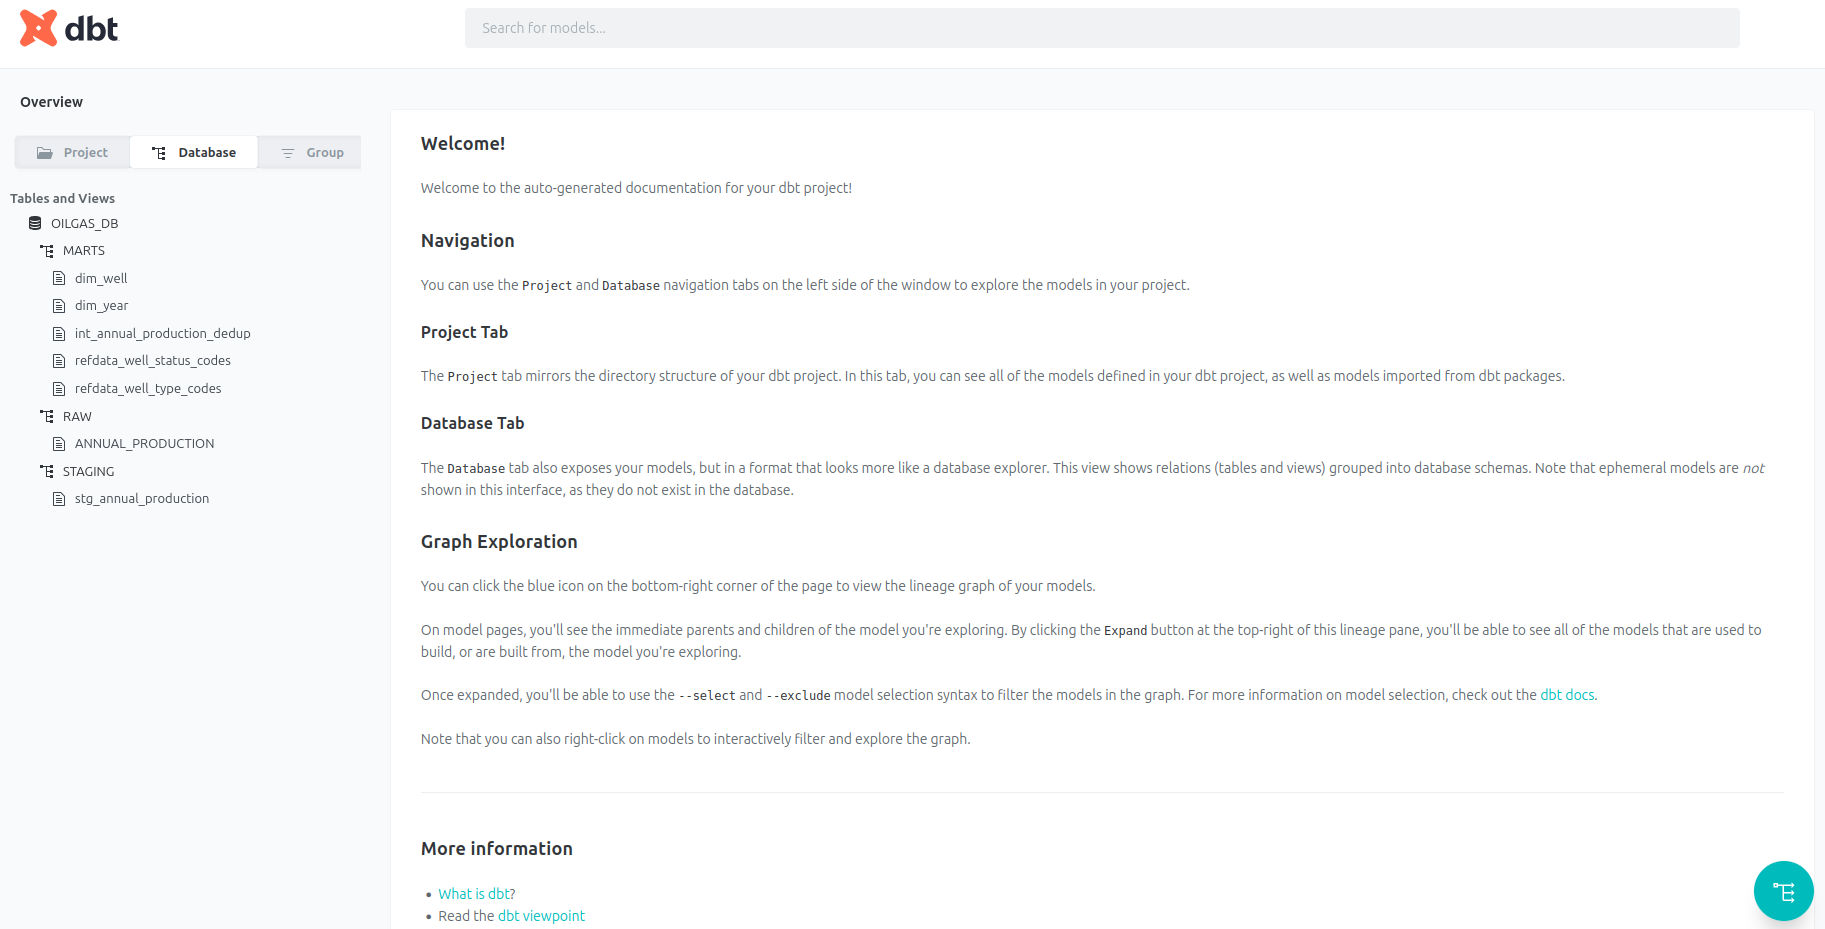 dbt
Search for models...
Overview
Project
Database
Group
Tables and Views
OILGAS_DB
MARTS
dim_well
dim_year
int_annual_production_dedup
refdata_well_status_codes
refdata_well_type_codes
RAW
ANNUAL_PRODUCTION
STAGING
stg_annual_production
Welcome!
Welcome to the auto-generated documentation for your dbt project!
Navigation
You can use the Project and Database navigation tabs on the left side of the window to explore the models in your project.
Project Tab
The Project tab mirrors the directory structure of your dbt project. In this tab, you can see all of the models defined in your dbt project, as well as models imported from dbt packages.
Database Tab
The Database tab also exposes your models, but in a format that looks more like a database explorer. This view shows relations (tables and views) grouped into database schemas. Note that ephemeral models are not
shown in this interface, as they do not exist in the database.
Graph Exploration
You can click the blue icon on the bottom-right corner of the page to view the lineage graph of your models.
On model pages, you'll see the immediate parents and children of the model you're exploring. By clicking the Expand button at the top-right of this lineage pane, you'll be able to see all of the models that are used to
build, or are built from, the model you're exploring.
Once expanded, you'll be able to use the --select and --exclude model selection syntax to filter the models in the graph. For more information on model selection, check out the dbt docs.
Note that you can also right-click on models to interactively filter and explore the graph.
More information
• What is dbt?
• Read the dbt viewpoint